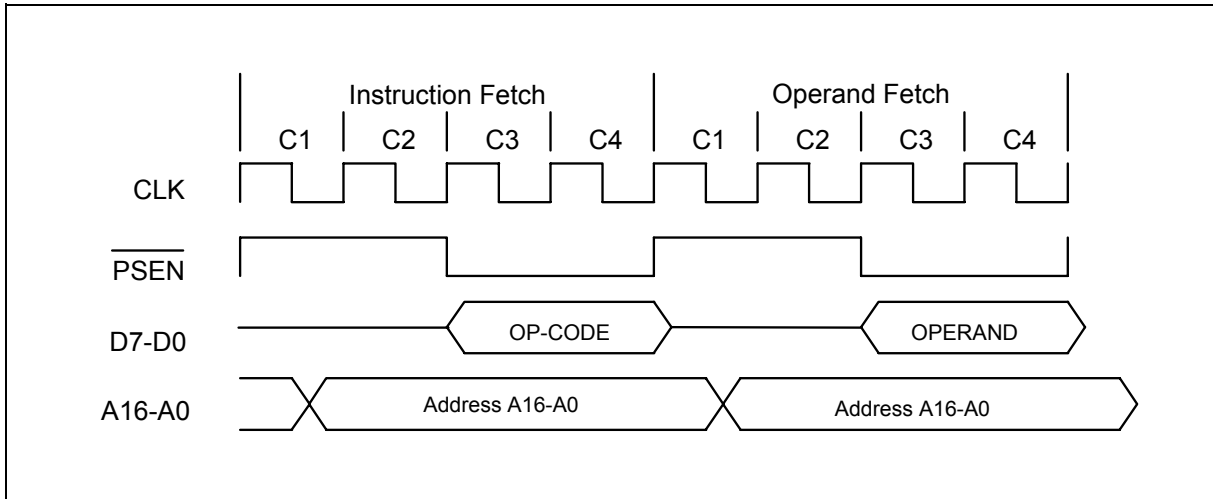 Instruction Fetch Operand Fetch
C1 C2 C3 C4 C1 C2 C3 C4
CLK
PSEN
D7-D0 OP-CODE OPERAND
A16-A0 Address A16-A0 Address A16-A0